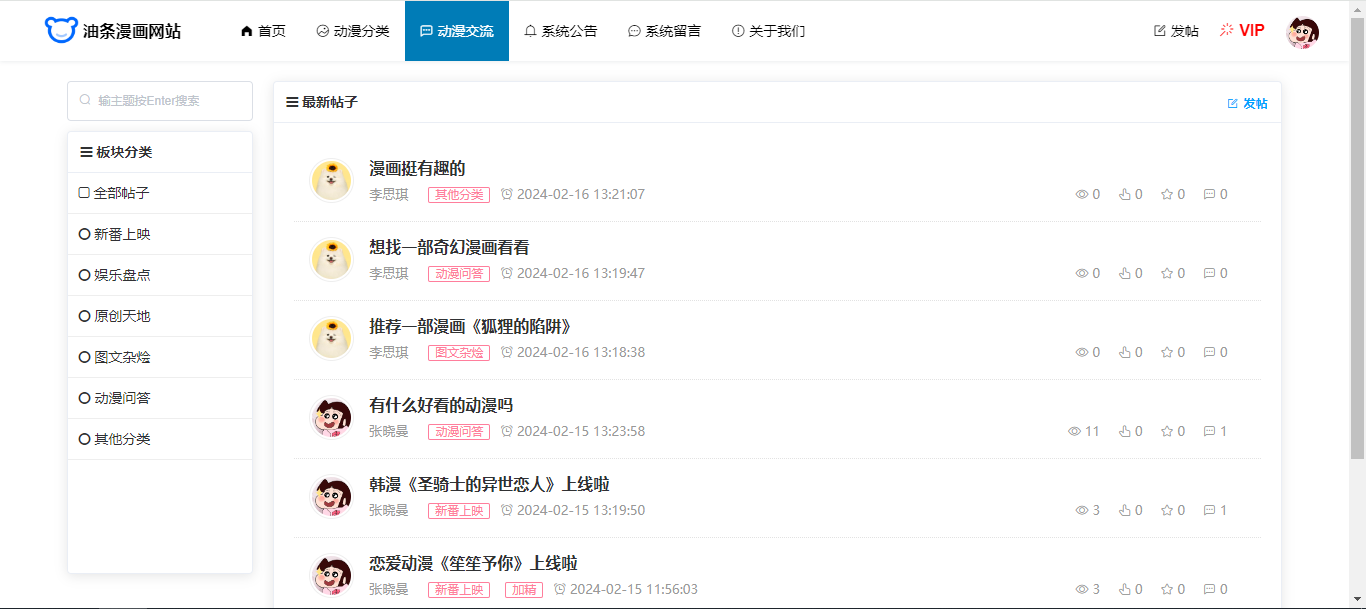 油条漫画网站 首页 动漫分类 动漫交流 系统公告 系统留言 关于我们 发帖 VIP
输主题按Enter搜索
板块分类
全部帖子
新番上映
娱乐盘点
原创天地
图文杂烩
动漫问答
其他分类
最新帖子 发帖
漫画挺有趣的
李思琪 其他分类 2024-02-16 13:21:07 0 0 0 0
想找一部奇幻漫画看看
李思琪 动漫问答 2024-02-16 13:19:47 0 0 0 0
推荐一部漫画《狐狸的陷阱》
李思琪 图文杂烩 2024-02-16 13:18:38 0 0 0 0
有什么好看的动漫吗
张晓曼 动漫问答 2024-02-15 13:23:58 11 0 0 1
韩漫《圣骑士的异世恋人》上线啦
张晓曼 新番上映 2024-02-15 13:19:50 3 0 0 1
恋爱动漫《笙笙予你》上线啦
张晓曼 新番上映 加精 2024-02-15 11:56:03 3 0 0 0